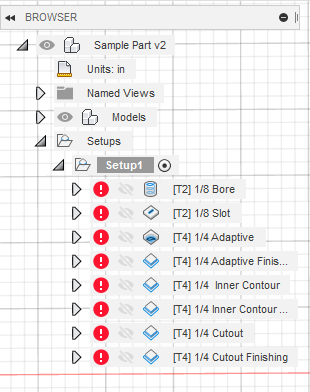 BROWSER
Sample Part v2
Units: in
Named Views
Models
Setups
Setup1
[T2] 1/8 Bore
[T2] 1/8 Slot
[T4] 1/4 Adaptive
[T4] 1/4 Adaptive Finis...
[T4] 1/4 Inner Contour
[T4] 1/4 Inner Contour ...
[T4] 1/4 Cutout
[T4] 1/4 Cutout Finishing